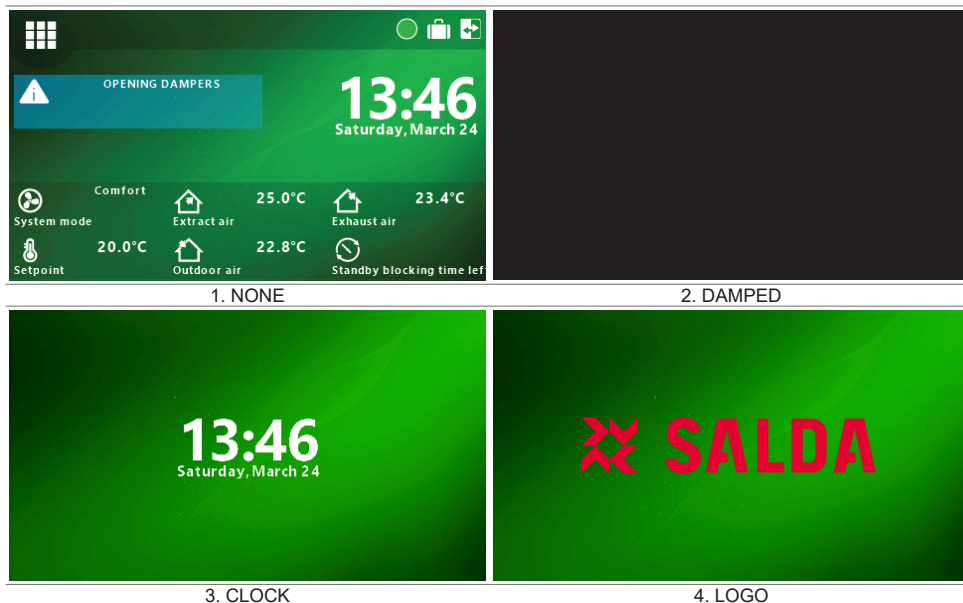 OPENING DAMPERS
13:46
Saturday, March 24
Comfort
System mode
25.0°C
Extract air
23.4°C
Exhaust air
20.0°C
Setpoint
22.8°C
Outdoor air
Standby blocking time lef
1. NONE
2. DAMPED
13:46
Saturday, March 24
SALDA
3. CLOCK
4. LOGO